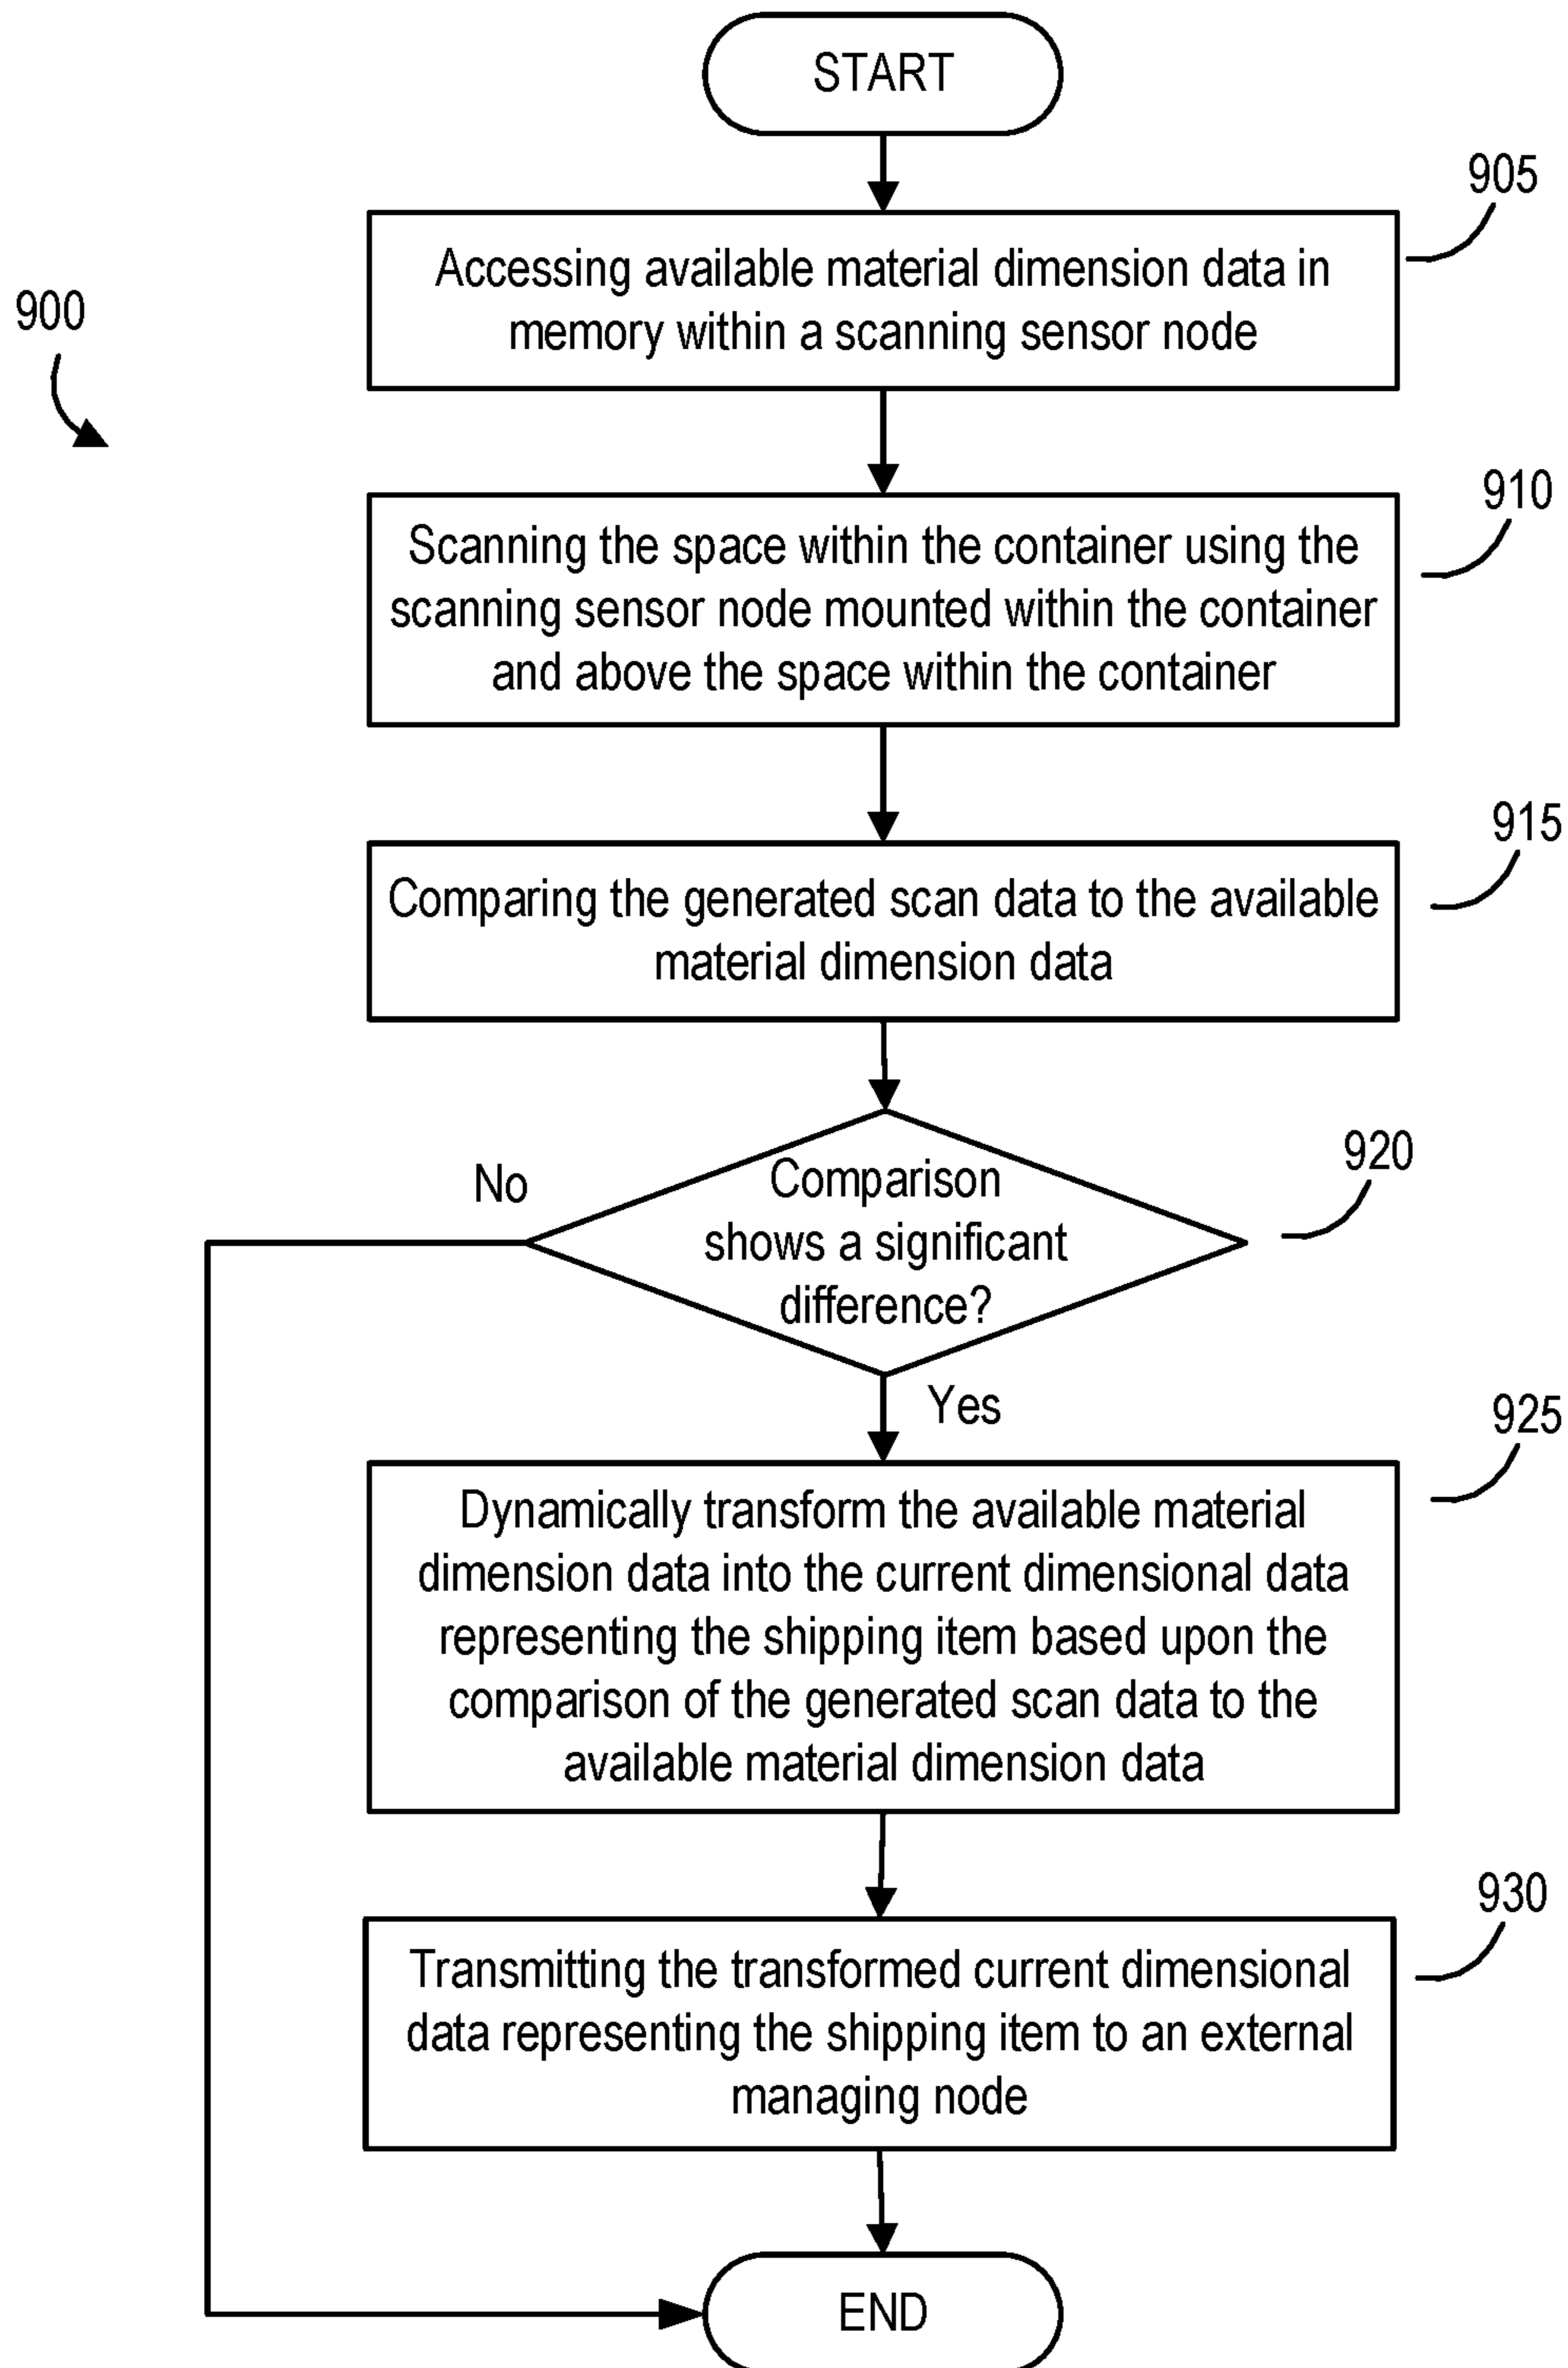 START
905
900
Accessing available material dimension data in
memory within a scanning sensor node
910
Scanning the space within the container using the
scanning sensor node mounted within the container
and above the space within the container
915
Comparing the generated scan data to the available
material dimension data
920
No
Comparison
shows a significant
difference?
Yes
925
Dynamically transform the available material
dimension data into the current dimensional data
representing the shipping item based upon the
comparison of the generated scan data to the
available material dimension data
930
Transmitting the transformed current dimensional
data representing the shipping item to an external
managing node
END